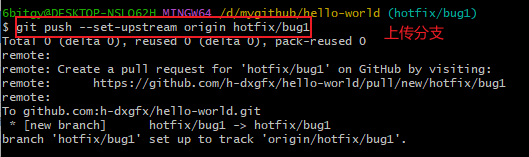 6bitgy@DESKTOP-NSLO62H MINGW64 /d/mygithub/hello-world (hotfix/bug1)
$ git push --set-upstream origin hotfix/bug1 上传分支
Total 0 (delta 0), reused 0 (delta 0), pack-reused 0
remote:
remote: Create a pull request for 'hotfix/bug1' on GitHub by visiting:
remote:      https://github.com/h-dxgfx/hello-world/pull/new/hotfix/bug1
remote:
To github.com:h-dxgfx/hello-world.git
 * [new branch]      hotfix/bug1 -> hotfix/bug1
branch 'hotfix/bug1' set up to track 'origin/hotfix/bug1'.